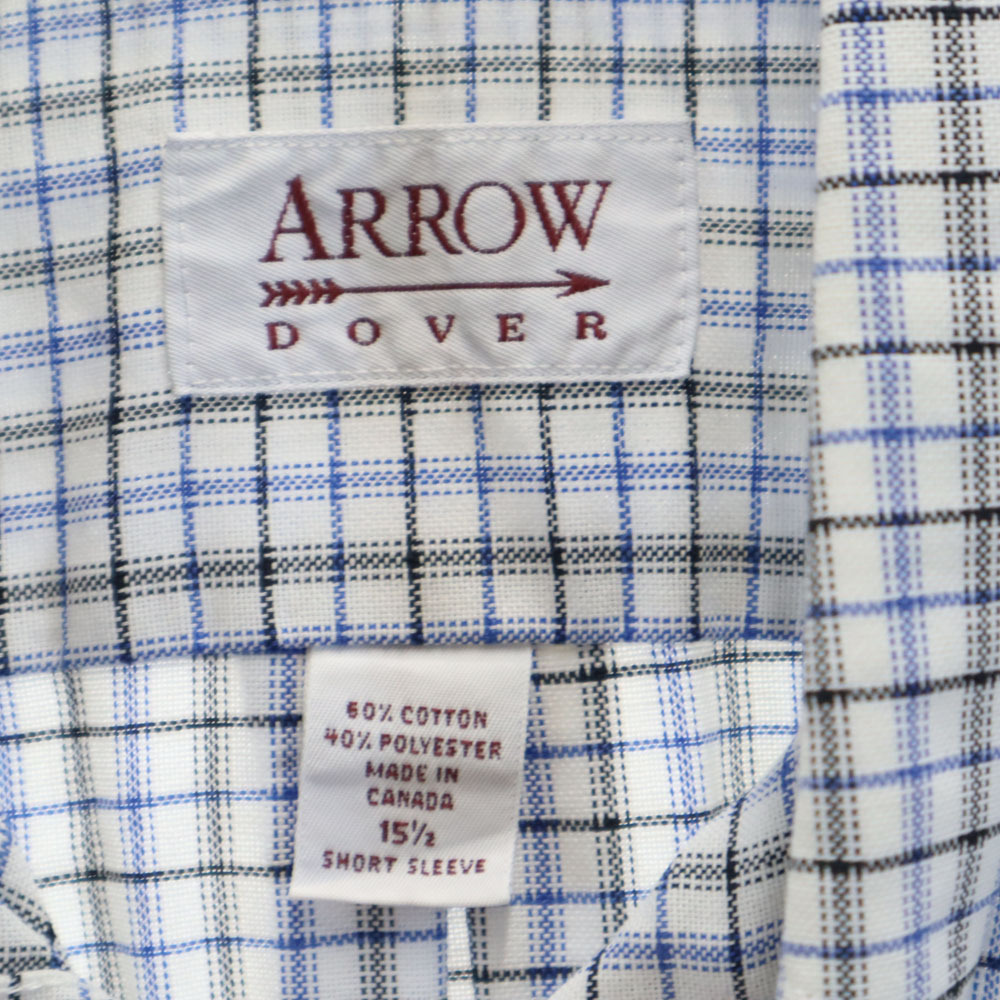 ARROW
DOVER
60% COTTON
40% POLYESTER
MADE IN
CANADA
15½
SHORT SLEEVE